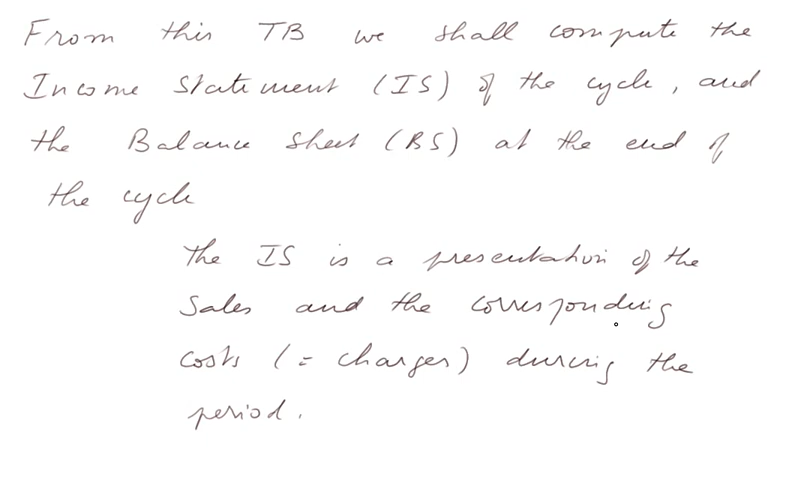 From this TB we shall compute the
Income Statement (IS) of the cycle, and
the Balance Sheet (BS) at the end of
the cycle
the IS is a presentation of the
Sales and the corresponding
costs (= charges) during the
period.